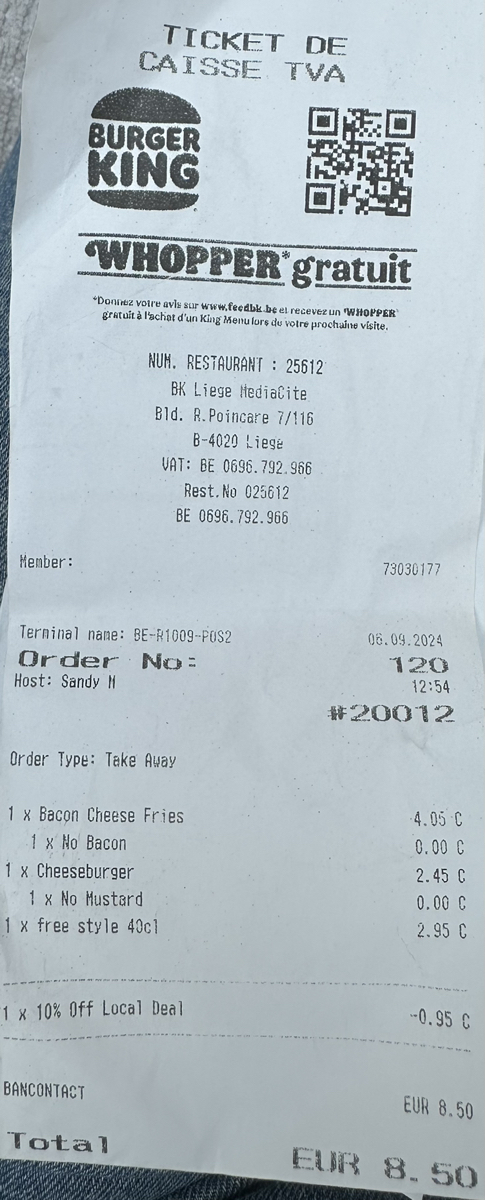 TICKET DE
CAISSE TVA
BURGER
KING
WHOPPER* gratuit
*Donnez votre avis sur www.feedbk.be et recevez un WHOPPER
gratuit à l'achat d'un King Menu lors de votre prochaine visite.
NUM. RESTAURANT : 25612
BK Liege MediaCite
Bld. R.Poincare 7/116
B-4020 Liege
VAT: BE 0696.792.966
Rest.No 025612
BE 0696.792.966
Member: 73030177
Terminal name: BE-R1009-POS2 06.09.2024
Order No: 120
Host: Sandy M 12:54
#20012
Order Type: Take Away
1 x Bacon Cheese Fries 4.05 C
1 x No Bacon 0.00 C
1 x Cheeseburger 2.45 C
1 x No Mustard 0.00 C
1 x free style 40cl 2.95 C
1 x 10% Off Local Deal -0.95 C
BANCONTACT EUR 8.50
Total EUR 8.50